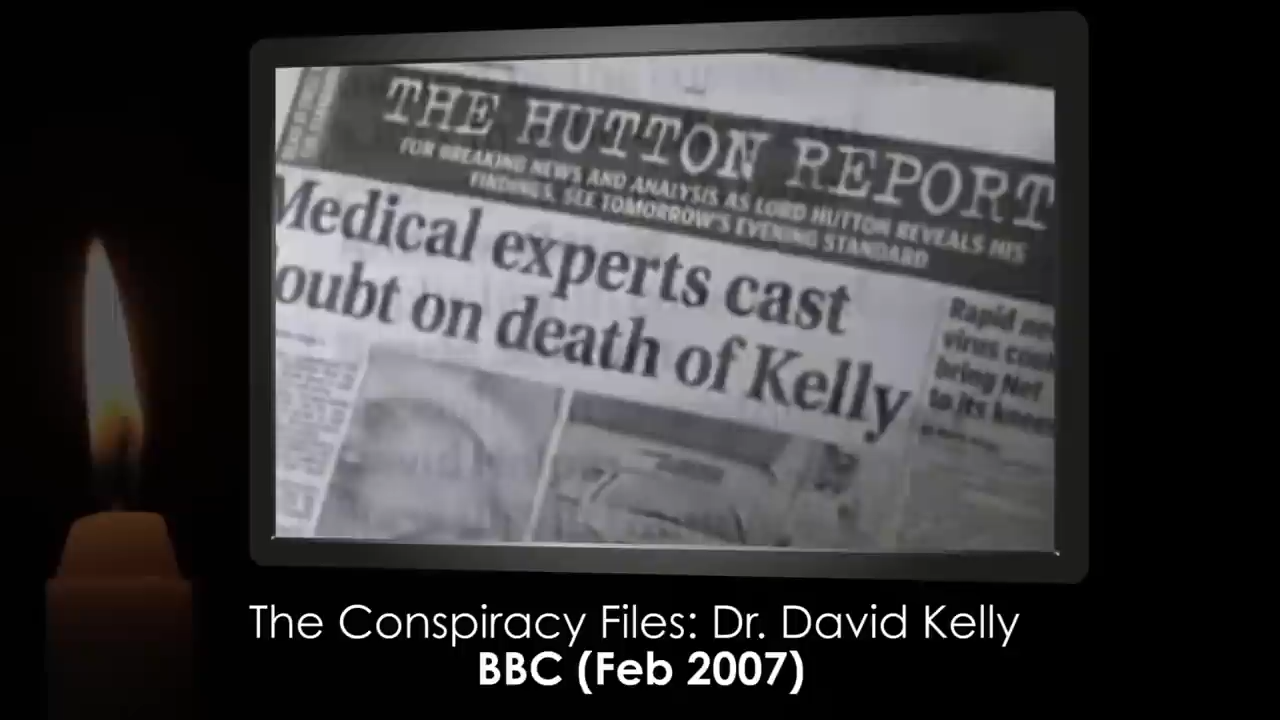 THE HUTTON REPORT
FOR BREAKING NEWS AND ANALYSIS AS LORD HUTTON REVEALS HIS
FINDINGS, SEE TOMORROW'S EVENING STANDARD
Medical experts cast
oubt on death of Kelly
Rapid
virus
bring Net
to its
The Conspiracy Files: Dr. David Kelly
BBC (Feb 2007)